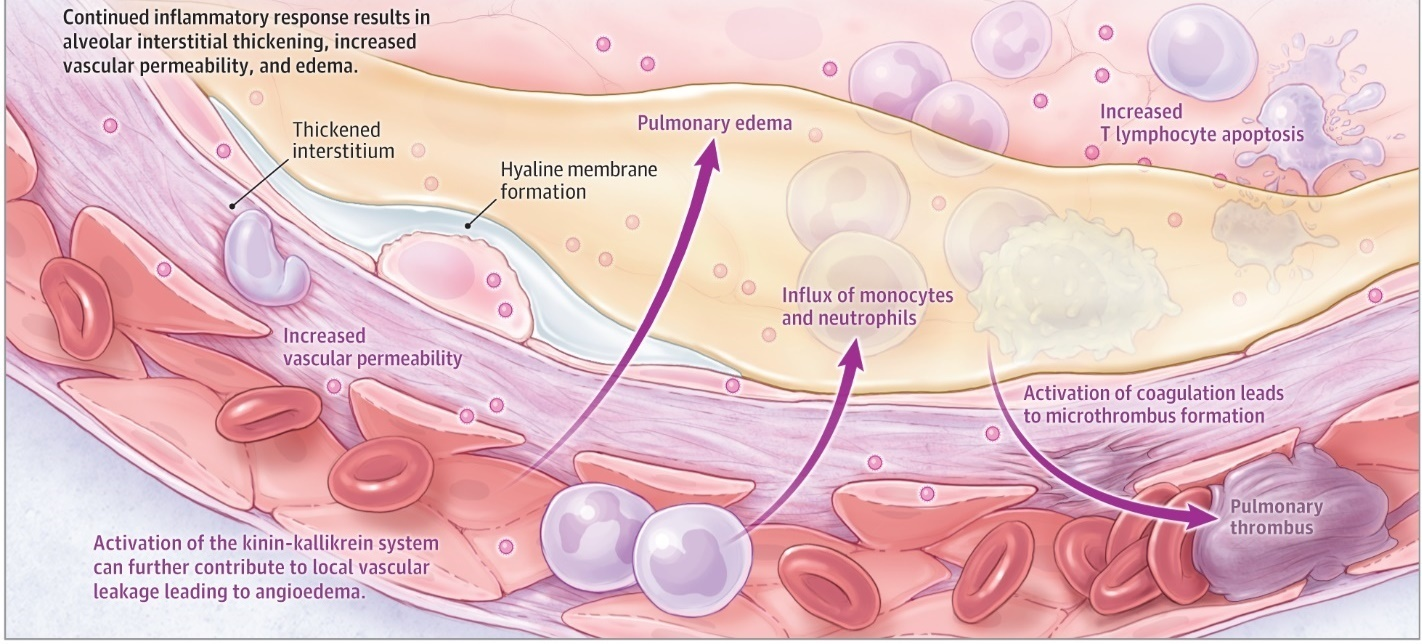 Continued inflammatory response results in
alveolar interstitial thickening, increased
vascular permeability, and edema.
Increased
T lymphocyte apoptosis
Pulmonary edema
Thickened
interstitium
Hyaline membrane
formation
Influx of monocytes
and neutrophils
Increased
vascular permeability
Activation of coagulation leads
to microthrombus formation
Pulmonary
thrombus
Activation of the kinin-kallikrein system
can further contribute to local vascular
leakage leading to angioedema.